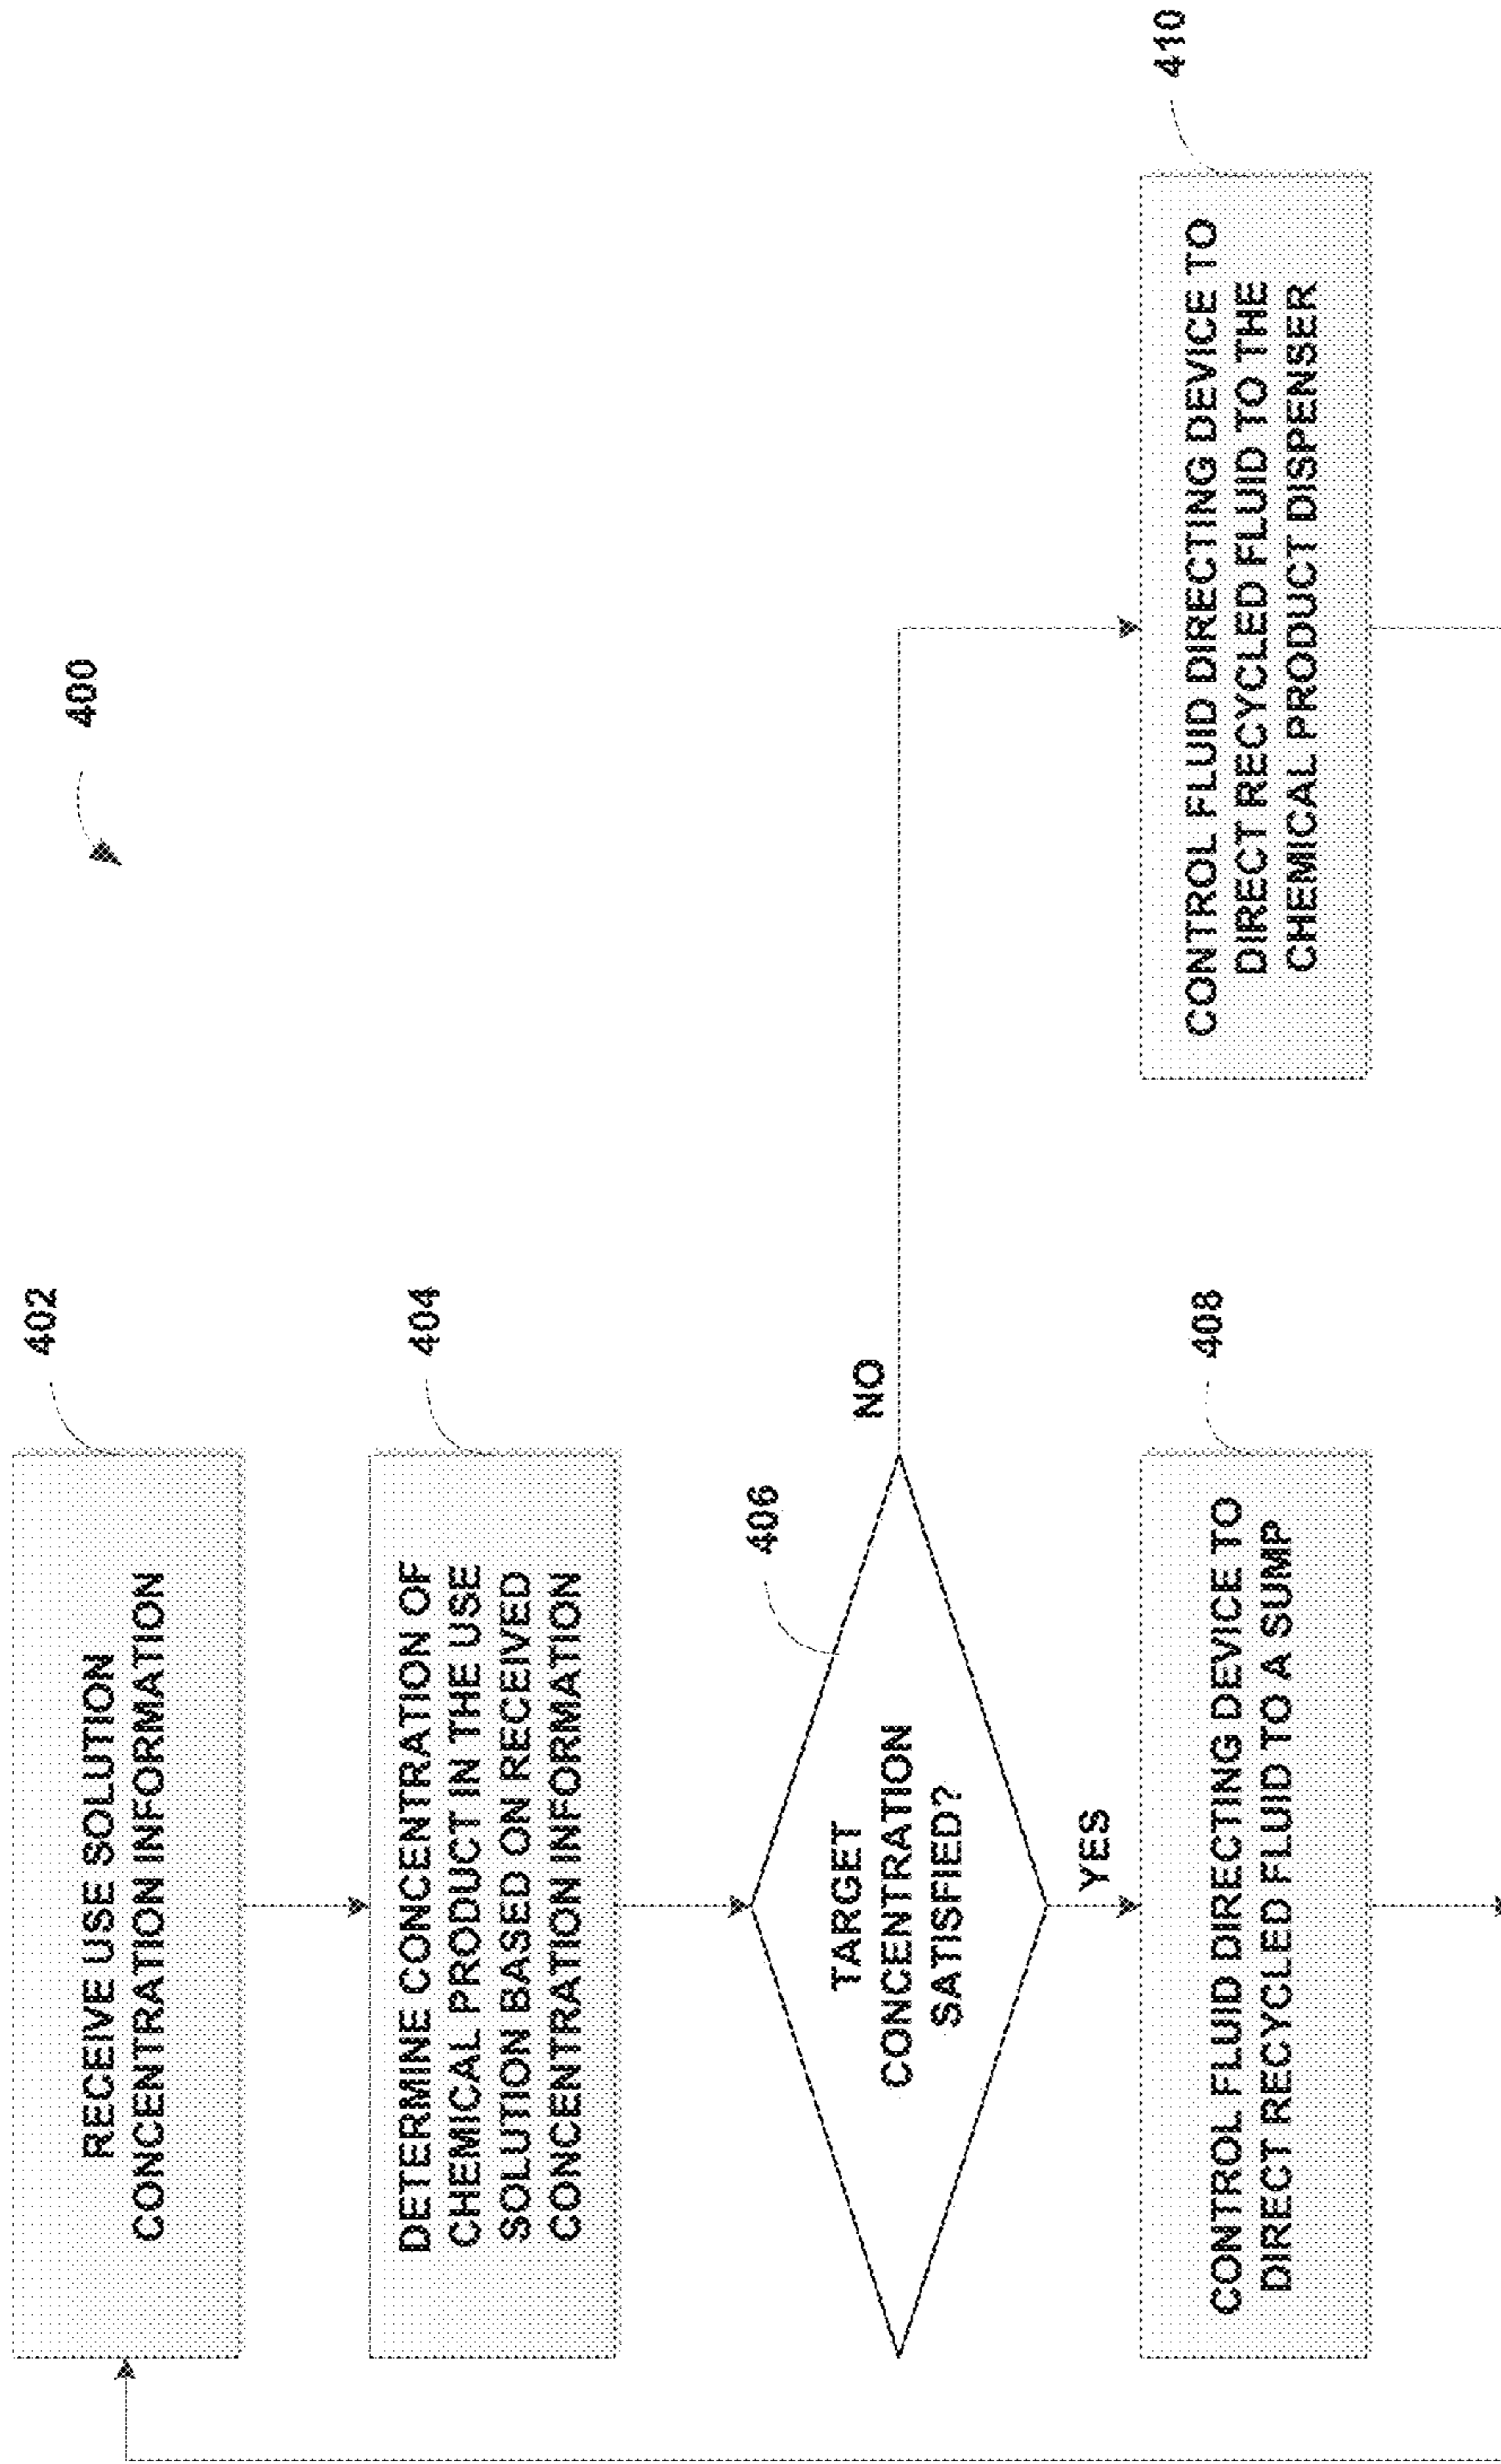 400
402
RECEIVE USE SOLUTION
CONCENTRATION INFORMATION
404
DETERMINE CONCENTRATION OF
CHEMICAL PRODUCT IN THE USE
SOLUTION BASED ON RECEIVED
CONCENTRATION INFORMATION
406
TARGET
CONCENTRATION
SATISFIED?
NO
YES
408
CONTROL FLUID DIRECTING DEVICE TO
DIRECT RECYCLED FLUID TO A SUMP
410
CONTROL FLUID DIRECTING DEVICE TO
DIRECT RECYCLED FLUID TO THE
CHEMICAL PRODUCT DISPENSER